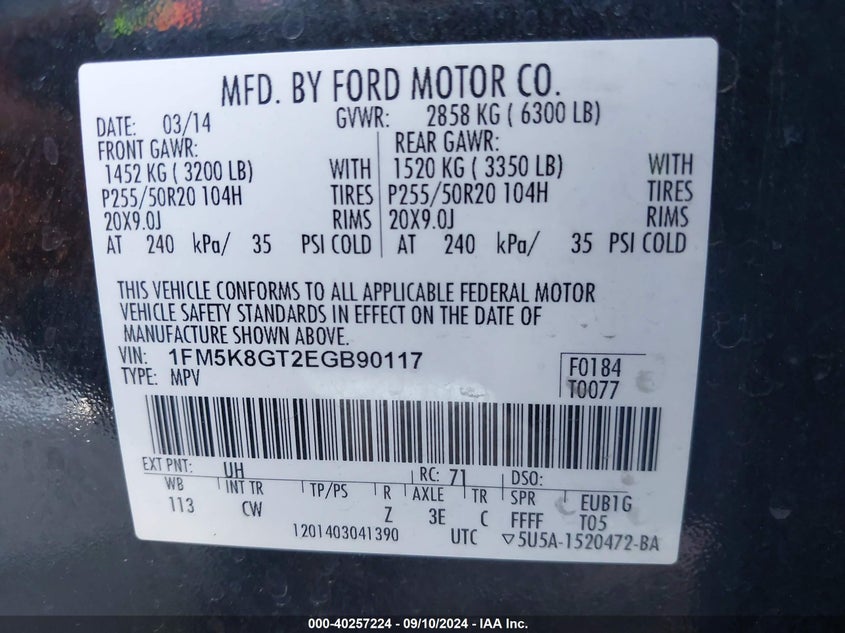 MFD. BY FORD MOTOR CO.
DATE: 03/14 GVWR: 2858 KG ( 6300 LB)
FRONT GAWR: REAR GAWR:
1452 KG ( 3200 LB) WITH 1520 KG ( 3350 LB) WITH
P255/50R20 104H TIRES P255/50R20 104H TIRES
20X9.0J RIMS 20X9.0J RIMS
AT 240 kPa/ 35 PSI COLD AT 240 kPa/ 35 PSI COLD
THIS VEHICLE CONFORMS TO ALL APPLICABLE FEDERAL MOTOR
VEHICLE SAFETY STANDARDS IN EFFECT ON THE DATE OF
MANUFACTURE SHOWN ABOVE.
VIN: 1FM5K8GT2EGB90117
TYPE: MPV
F0184
T0077
EXT PNT: UH RC: 71 DSO:
WB INT TR TP/PS R AXLE TR SPR EUB1G
113 CW Z 3E C FFFF T05
1201403041390 UTC ▽5U5A-1520472-BA
000-40257224 - 09/10/2024 - IAA Inc.